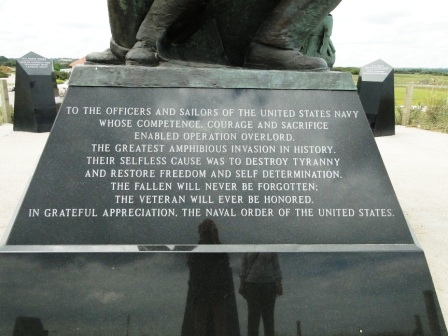 TO THE OFFICERS AND SAILORS OF THE UNITED STATES NAVY
WHOSE COMPETENCE, COURAGE AND SACRIFICE
ENABLED OPERATION OVERLORD,
THE GREATEST AMPHIBIOUS INVASION IN HISTORY.
THEIR SELFLESS CAUSE WAS TO DESTROY TYRANNY
AND RESTORE FREEDOM AND SELF DETERMINATION.
THE FALLEN WILL NEVER BE FORGOTTEN;
THE VETERAN WILL EVER BE HONORED.
IN GRATEFUL APPRECIATION, THE NAVAL ORDER OF THE UNITED STATES.